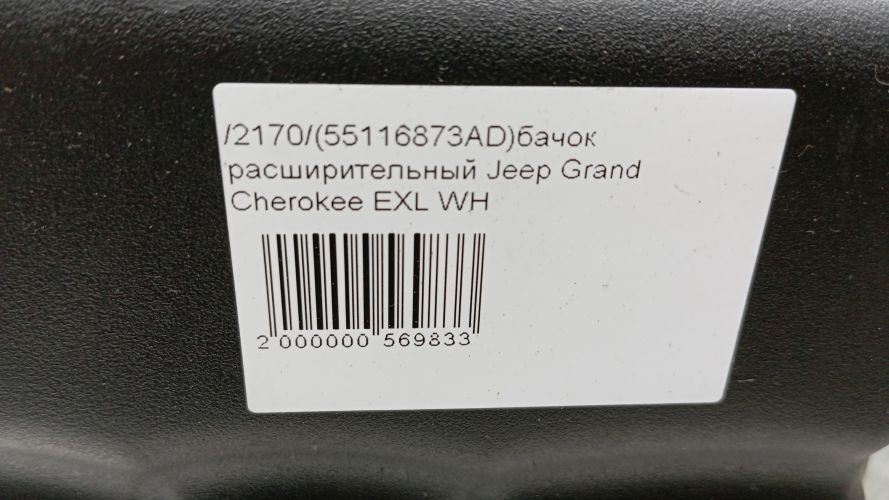 /2170/(55116873AD)бачок
расширительный Jeep Grand
Cherokee EXL WH
2 000000 569833